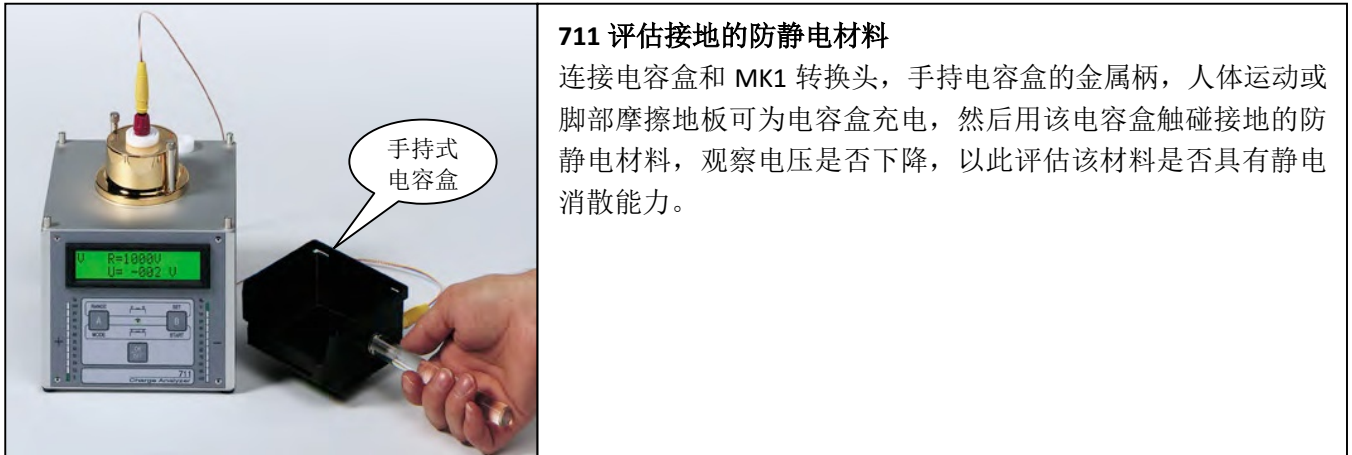 711 评估接地的防静电材料
连接电容盒和 MK1 转换头，手持电容盒的金属柄，人体运动或
脚部摩擦地板可为电容盒充电，然后用该电容盒触碰接地的防
静电材料，观察电压是否下降，以此评估该材料是否具有静电
消散能力。
手持式
电容盒
V R=1000V
U= -002 V
RANGE SET
A B
MODE START
+ -
711
Charge Analyzer